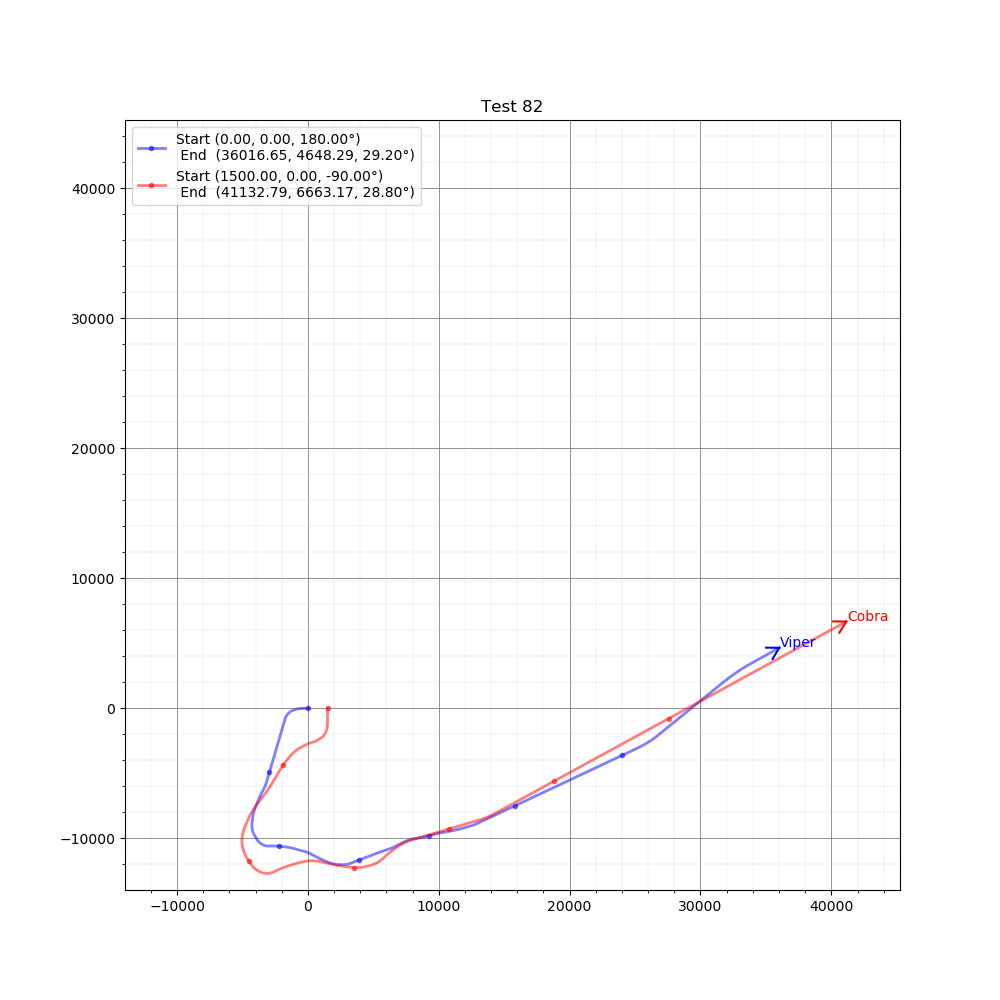 Test 82
Start (0.00, 0.00, 180.00°)
End (36016.65, 4648.29, 29.20°)
Start (1500.00, 0.00, -90.00°)
End (41132.79, 6663.17, 28.80°)
40000
30000
20000
10000
0
−10000
Cobra
Viper
−10000
0
10000
20000
30000
40000